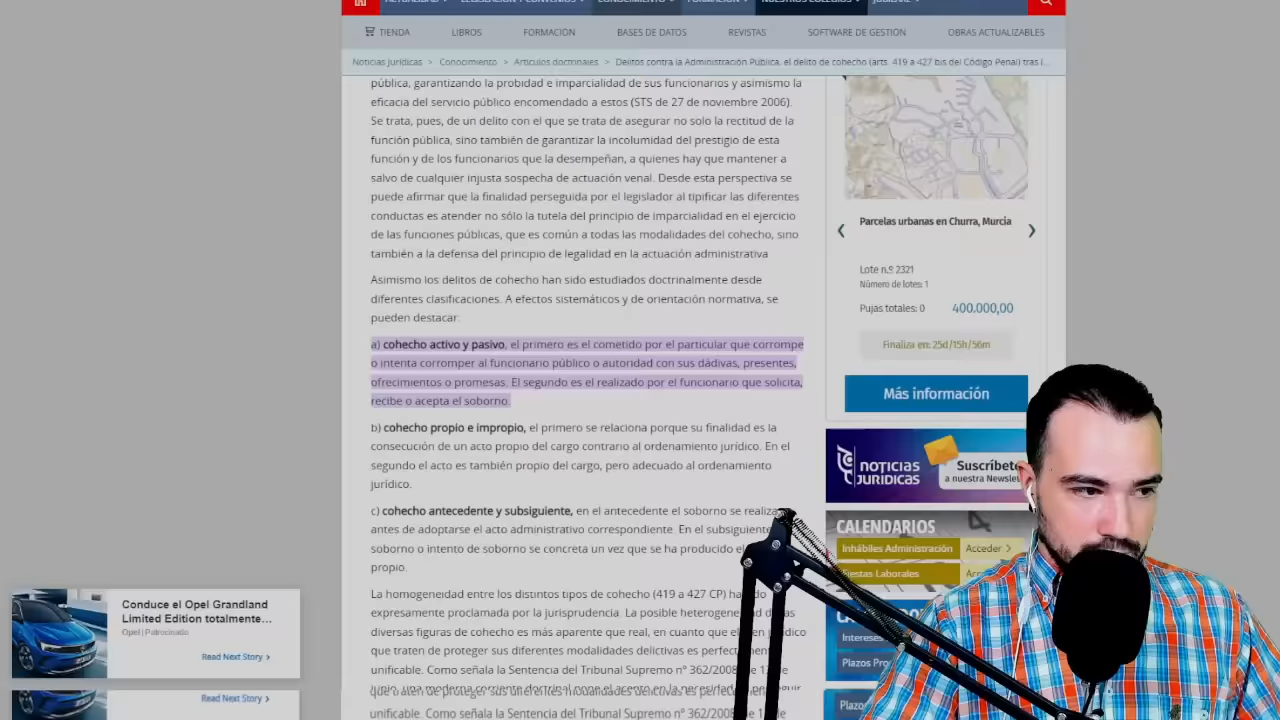 ACTUALIDAD
LEGISLACIÓN Y CONVENIOS
CONOCIMIENTO
FORMACIÓN
NUESTROS COLEGIOS
TIENDA
LIBROS
FORMACIÓN
BASES DE DATOS
REVISTAS
SOFTWARE DE GESTIÓN
OBRAS ACTUALIZABLES
Noticias Jurídicas > Conocimiento > Artículos doctrinales > Delitos contra la Administración Pública: el delito de cohecho (arts. 419 a 427 bis del Código Penal) tras l...
pública, garantizando la probidad e imparcialidad de sus funcionarios y asimismo la
eficacia del servicio público encomendado a estos (STS de 27 de noviembre 2006).
Se trata, pues, de un delito con el que se trata de asegurar no solo la rectitud de la
función pública, sino también de garantizar la incolumidad del prestigio de esta
función y de los funcionarios que la desempeñan, a quienes hay que mantener a
salvo de cualquier injusta sospecha de actuación venal. Desde esta perspectiva se
puede afirmar que la finalidad perseguida por el legislador al tipificar las diferentes
conductas es atender no sólo la tutela del principio de imparcialidad en el ejercicio
de las funciones públicas, que es común a todas las modalidades del cohecho, sino
también a la defensa del principio de legalidad en la actuación administrativa
Asimismo los delitos de cohecho han sido estudiados doctrinalmente desde
diferentes clasificaciones. A efectos sistemáticos y de orientación normativa, se
pueden destacar:
a) cohecho activo y pasivo, el primero es el cometido por el particular que corrompe
o intenta corromper al funcionario público o autoridad con sus dádivas, presentes,
ofrecimientos o promesas. El segundo es el realizado por el funcionario que solicita,
recibe o acepta el soborno.
b) cohecho propio e impropio, el primero se relaciona porque su finalidad es la
consecución de un acto propio del cargo contrario al ordenamiento jurídico. En el
segundo el acto es también propio del cargo, pero adecuado al ordenamiento
jurídico.
c) cohecho antecedente y subsiguiente, en el antecedente el soborno se realiza
antes de adoptarse el acto administrativo correspondiente. En el subsiguiente
soborno o intento de soborno se concreta un vez que se ha producido el
propio.
La homogeneidad entre los distintos tipos de cohecho (419 a 427 CP) ha
expresamente proclamada por la jurisprudencia. La posible heterogene
diversas figuras de cohecho es más aparente que real, en cuanto que el
que traten de proteger sus diferentes modalidades delictivas es perfec
unificable. Como señala la Sentencia del Tribunal Supremo nº 362/2008
unificable. Como señala la Sentencia del Tribunal Supremo nº 362/2008
Parcelas urbanas en Churra, Murcia
Lote n.º 2321
Número de lotes: 1
Pujas totales: 0
400.000,00
Finaliza en: 25d/15h/56m
Más información
NOTICIAS
JURÍDICAS
Suscríbete
a nuestra Newslet
CALENDARIOS
Inhábiles Administración
Acceder >
Fiestas Laborales
Intereses
Plazos Pro
Plazos
Conduce el Opel Grandland
Limited Edition totalmente...
Opel | Patrocinado
Read Next Story >
Read Next Story >